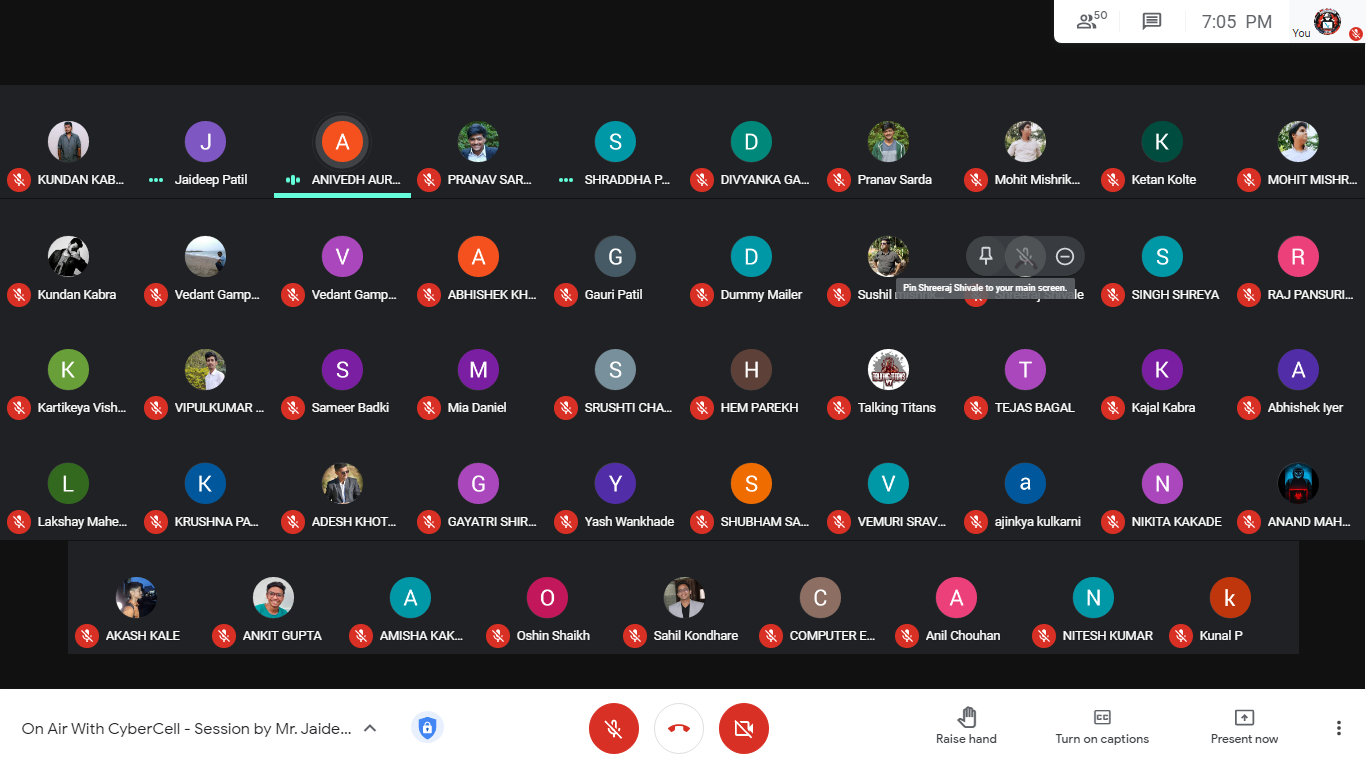 50
7:05 PM
You
J
A
S
D
K
KUNDAN KAB...
Jaideep Patil
ANIVEDH AUR...
PRANAV SAR...
SHRADDHA P...
DIVYANKA GA...
Pranav Sarda
Mohit Mishrik...
Ketan Kolte
MOHIT MISHR...
V
A
G
D
S
R
Kundan Kabra
Vedant Gamp...
Vedant Gamp...
ABHISHEK KH...
Gauri Patil
Dummy Mailer
Sushil
Pin Shreeraj Shivale to your main screen.
SINGH SHREYA
RAJ PANSURI...
K
S
M
S
H
T
K
A
Kartikeya Vish...
VIPULKUMAR ...
Sameer Badki
Mia Daniel
SRUSHTI CHA...
HEM PAREKH
Talking Titans
TEJAS BAGAL
Kajal Kabra
Abhishek Iyer
L
K
G
Y
S
V
a
N
Lakshay Mahe...
KRUSHNA PA...
ADESH KHOT...
GAYATRI SHIR...
Yash Wankhade
SHUBHAM SA...
VEMURI SRAV...
ajinkya kulkarni
NIKITA KAKADE
ANAND MAH...
A
O
C
A
N
k
AKASH KALE
ANKIT GUPTA
AMISHA KAK...
Oshin Shaikh
Sahil Kondhare
COMPUTER E...
Anil Chouhan
NITESH KUMAR
Kunal P
On Air With CyberCell - Session by Mr. Jaide...
Raise hand
Turn on captions
Present now